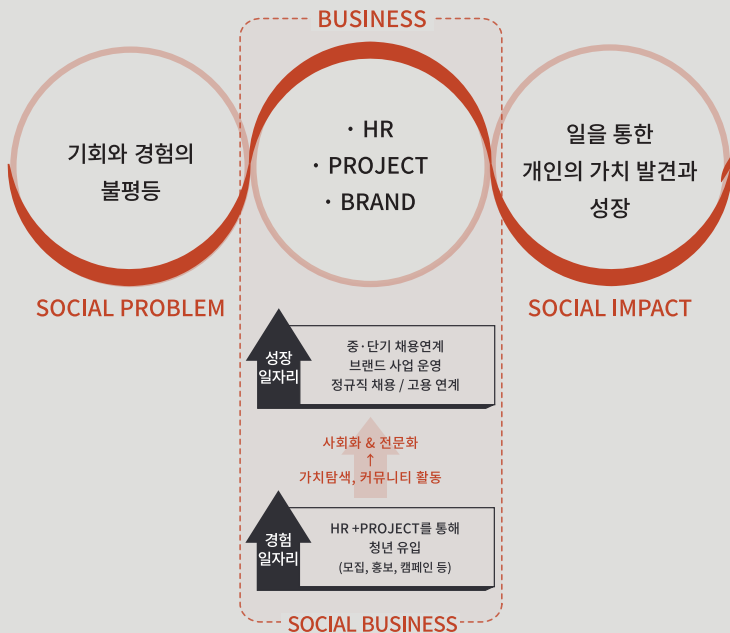 BUSINESS
기회와 경험의
불평등
· HR
· PROJECT
· BRAND
일을 통한
개인의 가치 발견과
성장
SOCIAL PROBLEM
SOCIAL IMPACT
성장
일자리
중·단기 채용연계
브랜드 사업 운영
정규직 채용 / 고용 연계
사회화 & 전문화
↑
가치탐색, 커뮤니티 활동
경험
일자리
HR +PROJECT를 통해
청년 유입
(모집, 홍보, 캠페인 등)
SOCIAL BUSINESS